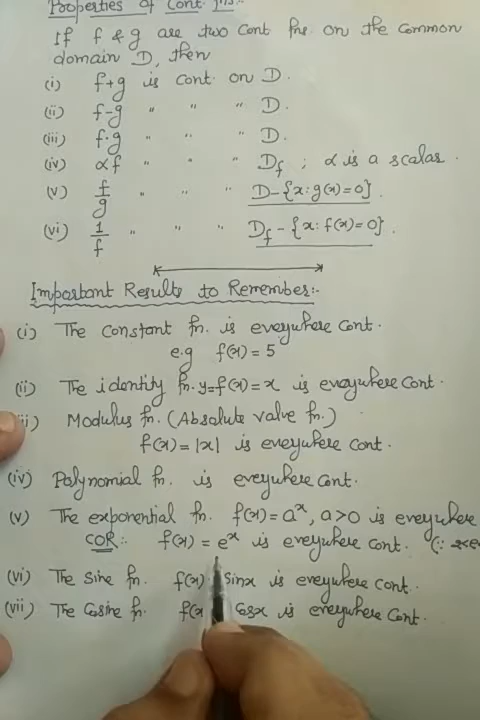 Properties of Cont fns.
If f & g are two cont fns on the common
domain D, then
(i) f+g is cont on D.
(ii) f-g " " " D.
(iii) f·g " " " D.
(iv) αf " " " D_f ; α is a scalar.
(v) f/g " " " D-{x: g(x)=0}.
(vi) 1/f " " " D_f-{x: f(x)=0}.
Important Results to Remember:-
(i) The constant fn. is everywhere cont.
e.g f(x) = 5
(ii) The identity fn. y=f(x)=x is everywhere cont.
iii) Modulus fn. (Absolute value fn.)
f(x)=|x| is everywhere cont.
(iv) Polynomial fn. is everywhere cont.
(v) The exponential fn. f(x)=a^x, a>0 is everywhere
COR:- f(x) = e^x is everywhere cont. (∵
(vi) The Sine fn. f(x) sinx is everywhere cont.
(vii) The Cosine fn. f(x cosx is everywhere cont.